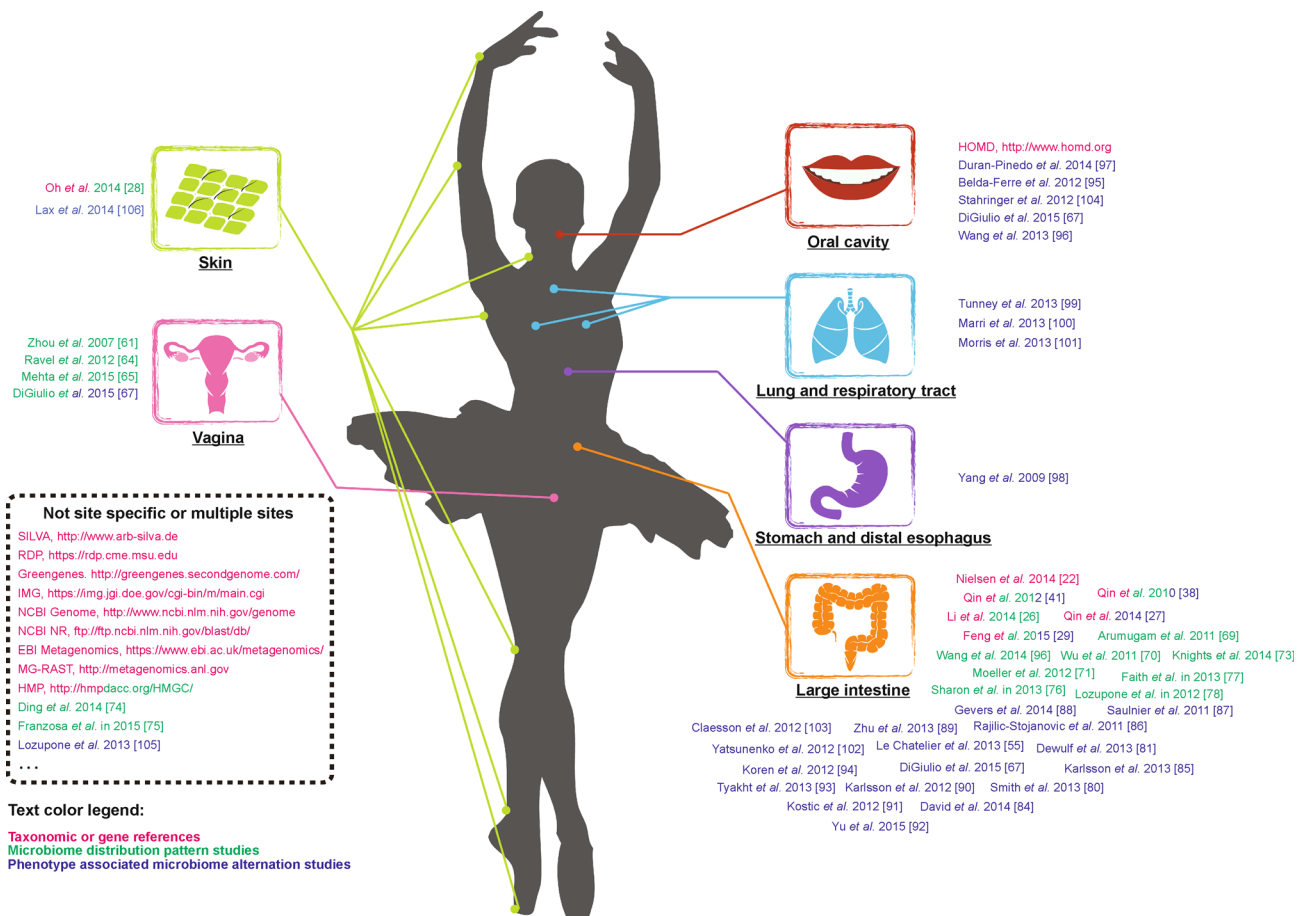 Oh et al. 2014 [28]
Lax et al. 2014 [106]
Skin
Zhou et al. 2007 [61]
Ravel et al. 2012 [64]
Mehta et al. 2015 [65]
DiGiulio et al. 2015 [67]
Vagina
Not site specific or multiple sites
SILVA, http://www.arb-silva.de
RDP, https://rdp.cme.msu.edu
Greengenes. http://greengenes.secondgenome.com/
IMG, https://img.jgi.doe.gov/cgi-bin/m/main.cgi
NCBI Genome, http://www.ncbi.nlm.nih.gov/genome
NCBI NR, ftp://ftp.ncbi.nlm.nih.gov/blast/db/
EBI Metagenomics, https://www.ebi.ac.uk/metagenomics/
MG-RAST, http://metagenomics.anl.gov
HMP, http://hmpdacc.org/HMGC/
Ding et al. 2014 [74]
Franzosa et al. in 2015 [75]
Lozupone et al. 2013 [105]
...
Text color legend:
Taxonomic or gene references
Microbiome distribution pattern studies
Phenotype associated microbiome alternation studies
HOMD, http://www.homd.org
Duran-Pinedo et al. 2014 [97]
Belda-Ferre et al. 2012 [95]
Stahringer et al. 2012 [104]
DiGiulio et al. 2015 [67]
Wang et al. 2013 [96]
Oral cavity
Tunney et al. 2013 [99]
Marri et al. 2013 [100]
Morris et al. 2013 [101]
Lung and respiratory tract
Yang et al. 2009 [98]
Stomach and distal esophagus
Nielsen et al. 2014 [22]
Qin et al. 2012 [41] Qin et al. 2010 [38]
Li et al. 2014 [26] Qin et al. 2014 [27]
Feng et al. 2015 [29] Arumugam et al. 2011 [69]
Wang et al. 2014 [96] Wu et al. 2011 [70] Knights et al. 2014 [73]
Moeller et al. 2012 [71] Faith et al. in 2013 [77]
Sharon et al. in 2013 [76] Lozupone et al. in 2012 [78]
Large intestine
Gevers et al. 2014 [88] Saulnier et al. 2011 [87]
Claesson et al. 2012 [103] Zhu et al. 2013 [89] Rajilic-Stojanovic et al. 2011 [86]
Yatsunenko et al. 2012 [102] Le Chatelier et al. 2013 [55] Dewulf et al. 2013 [81]
Koren et al. 2012 [94] DiGiulio et al. 2015 [67] Karlsson et al. 2013 [85]
Tyakht et al. 2013 [93] Karlsson et al. 2012 [90] Smith et al. 2013 [80]
Kostic et al. 2012 [91] David et al. 2014 [84]
Yu et al. 2015 [92]